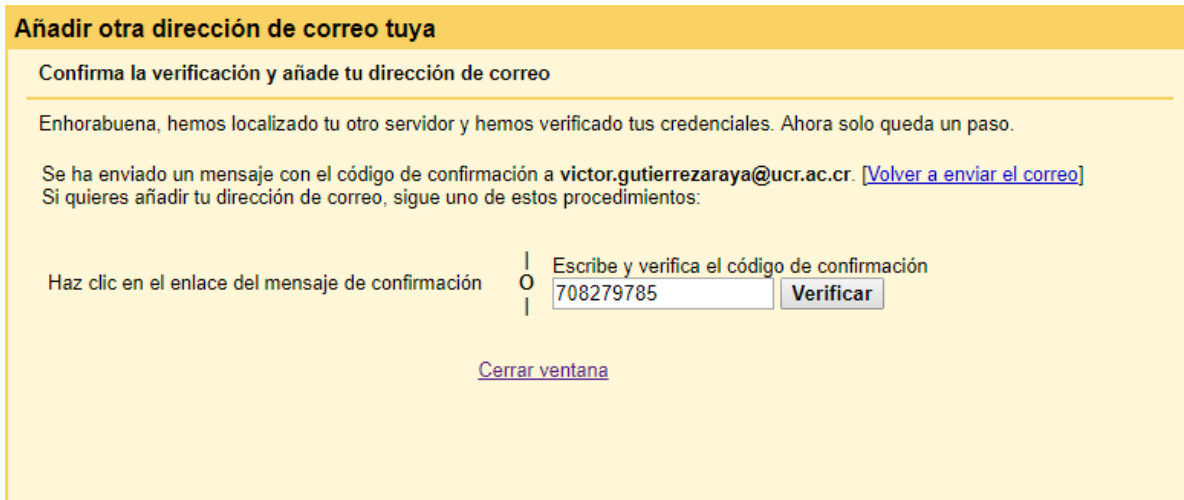 Añadir otra dirección de correo tuya
Confirma la verificación y añade tu dirección de correo
Enhorabuena, hemos localizado tu otro servidor y hemos verificado tus credenciales. Ahora solo queda un paso.
Se ha enviado un mensaje con el código de confirmación a victor.gutierrezaraya@ucr.ac.cr. [Volver a enviar el correo]
Si quieres añadir tu dirección de correo, sigue uno de estos procedimientos:
Haz clic en el enlace del mensaje de confirmación
|
O
|
Escribe y verifica el código de confirmación
708279785 Verificar
Cerrar ventana